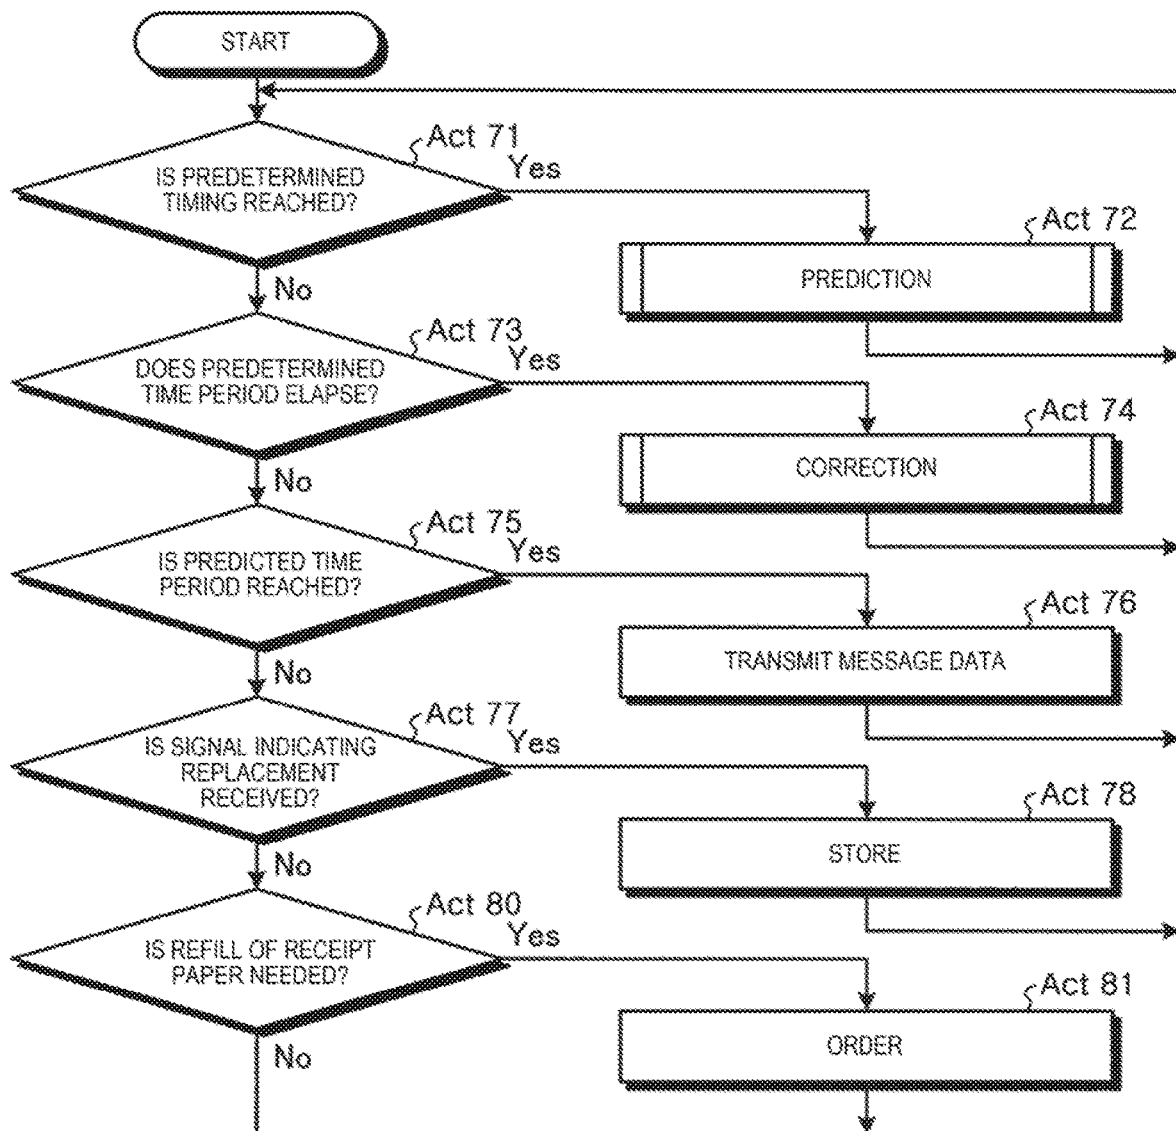 START
Act 71
IS PREDETERMINED
TIMING REACHED?
Yes
Act 72
PREDICTION
No
Act 73
DOES PREDETERMINED
TIME PERIOD ELAPSE?
Yes
Act 74
CORRECTION
No
Act 75
IS PREDICTED TIME
PERIOD REACHED?
Yes
Act 76
TRANSMIT MESSAGE DATA
No
Act 77
IS SIGNAL INDICATING
REPLACEMENT
RECEIVED?
Yes
Act 78
STORE
No
Act 80
IS REFILL OF RECEIPT
PAPER NEEDED?
Yes
Act 81
ORDER
No